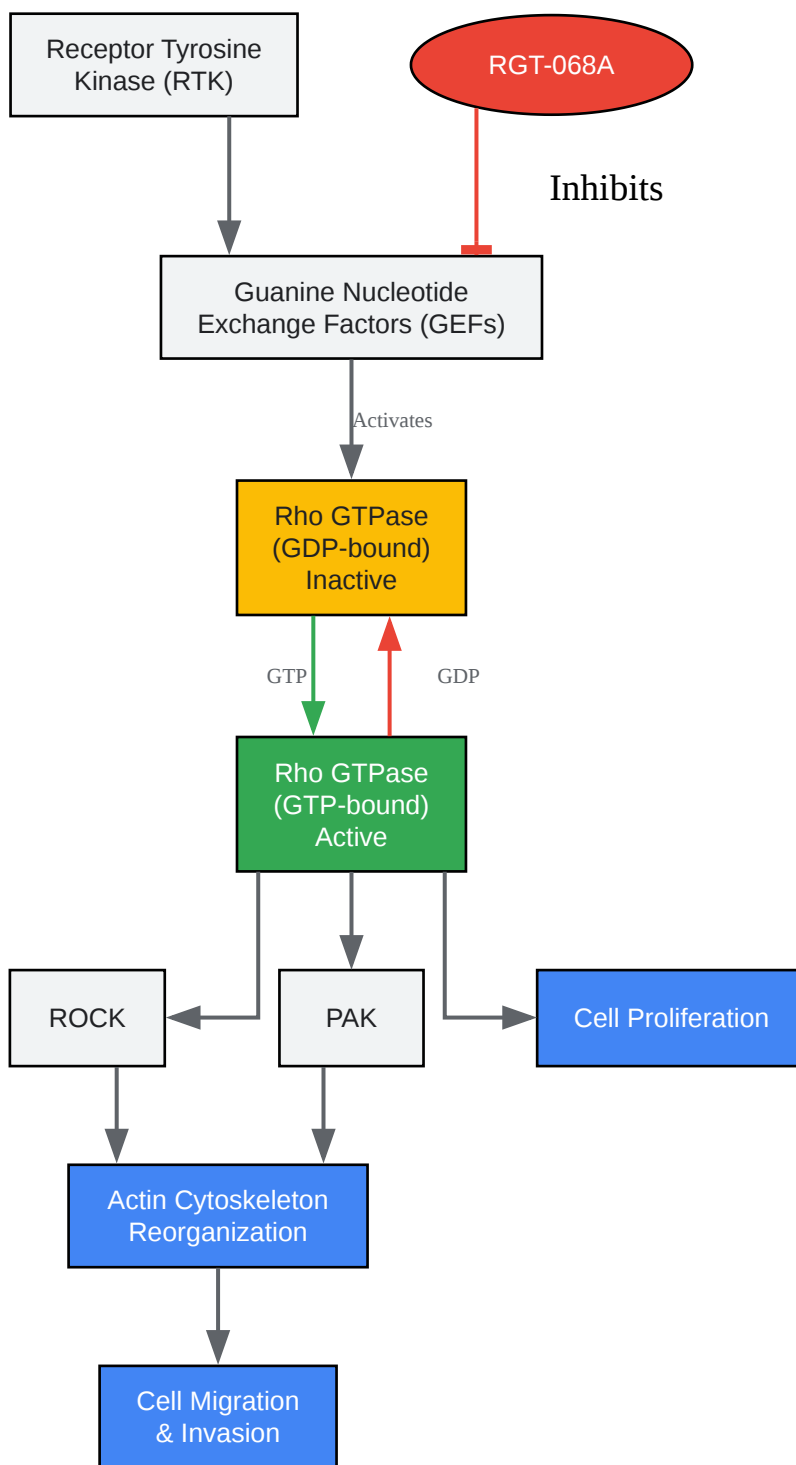 Receptor Tyrosine
Kinase (RTK)
RGT-068A
Inhibits
Guanine Nucleotide
Exchange Factors (GEFs)
Activates
Rho GTPase
(GDP-bound)
Inactive
GTP
GDP
Rho GTPase
(GTP-bound)
Active
ROCK
PAK
Cell Proliferation
Actin Cytoskeleton
Reorganization
Cell Migration
& Invasion